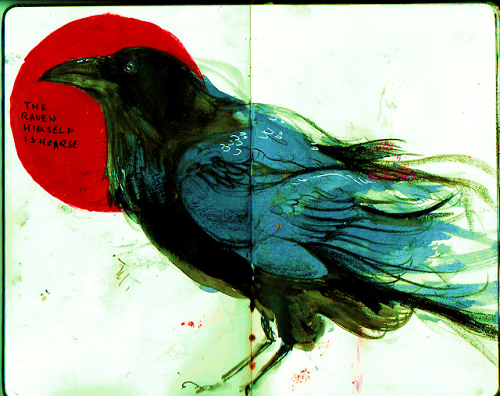 THE
RAVEN
HIMSELF
IS HOARSE